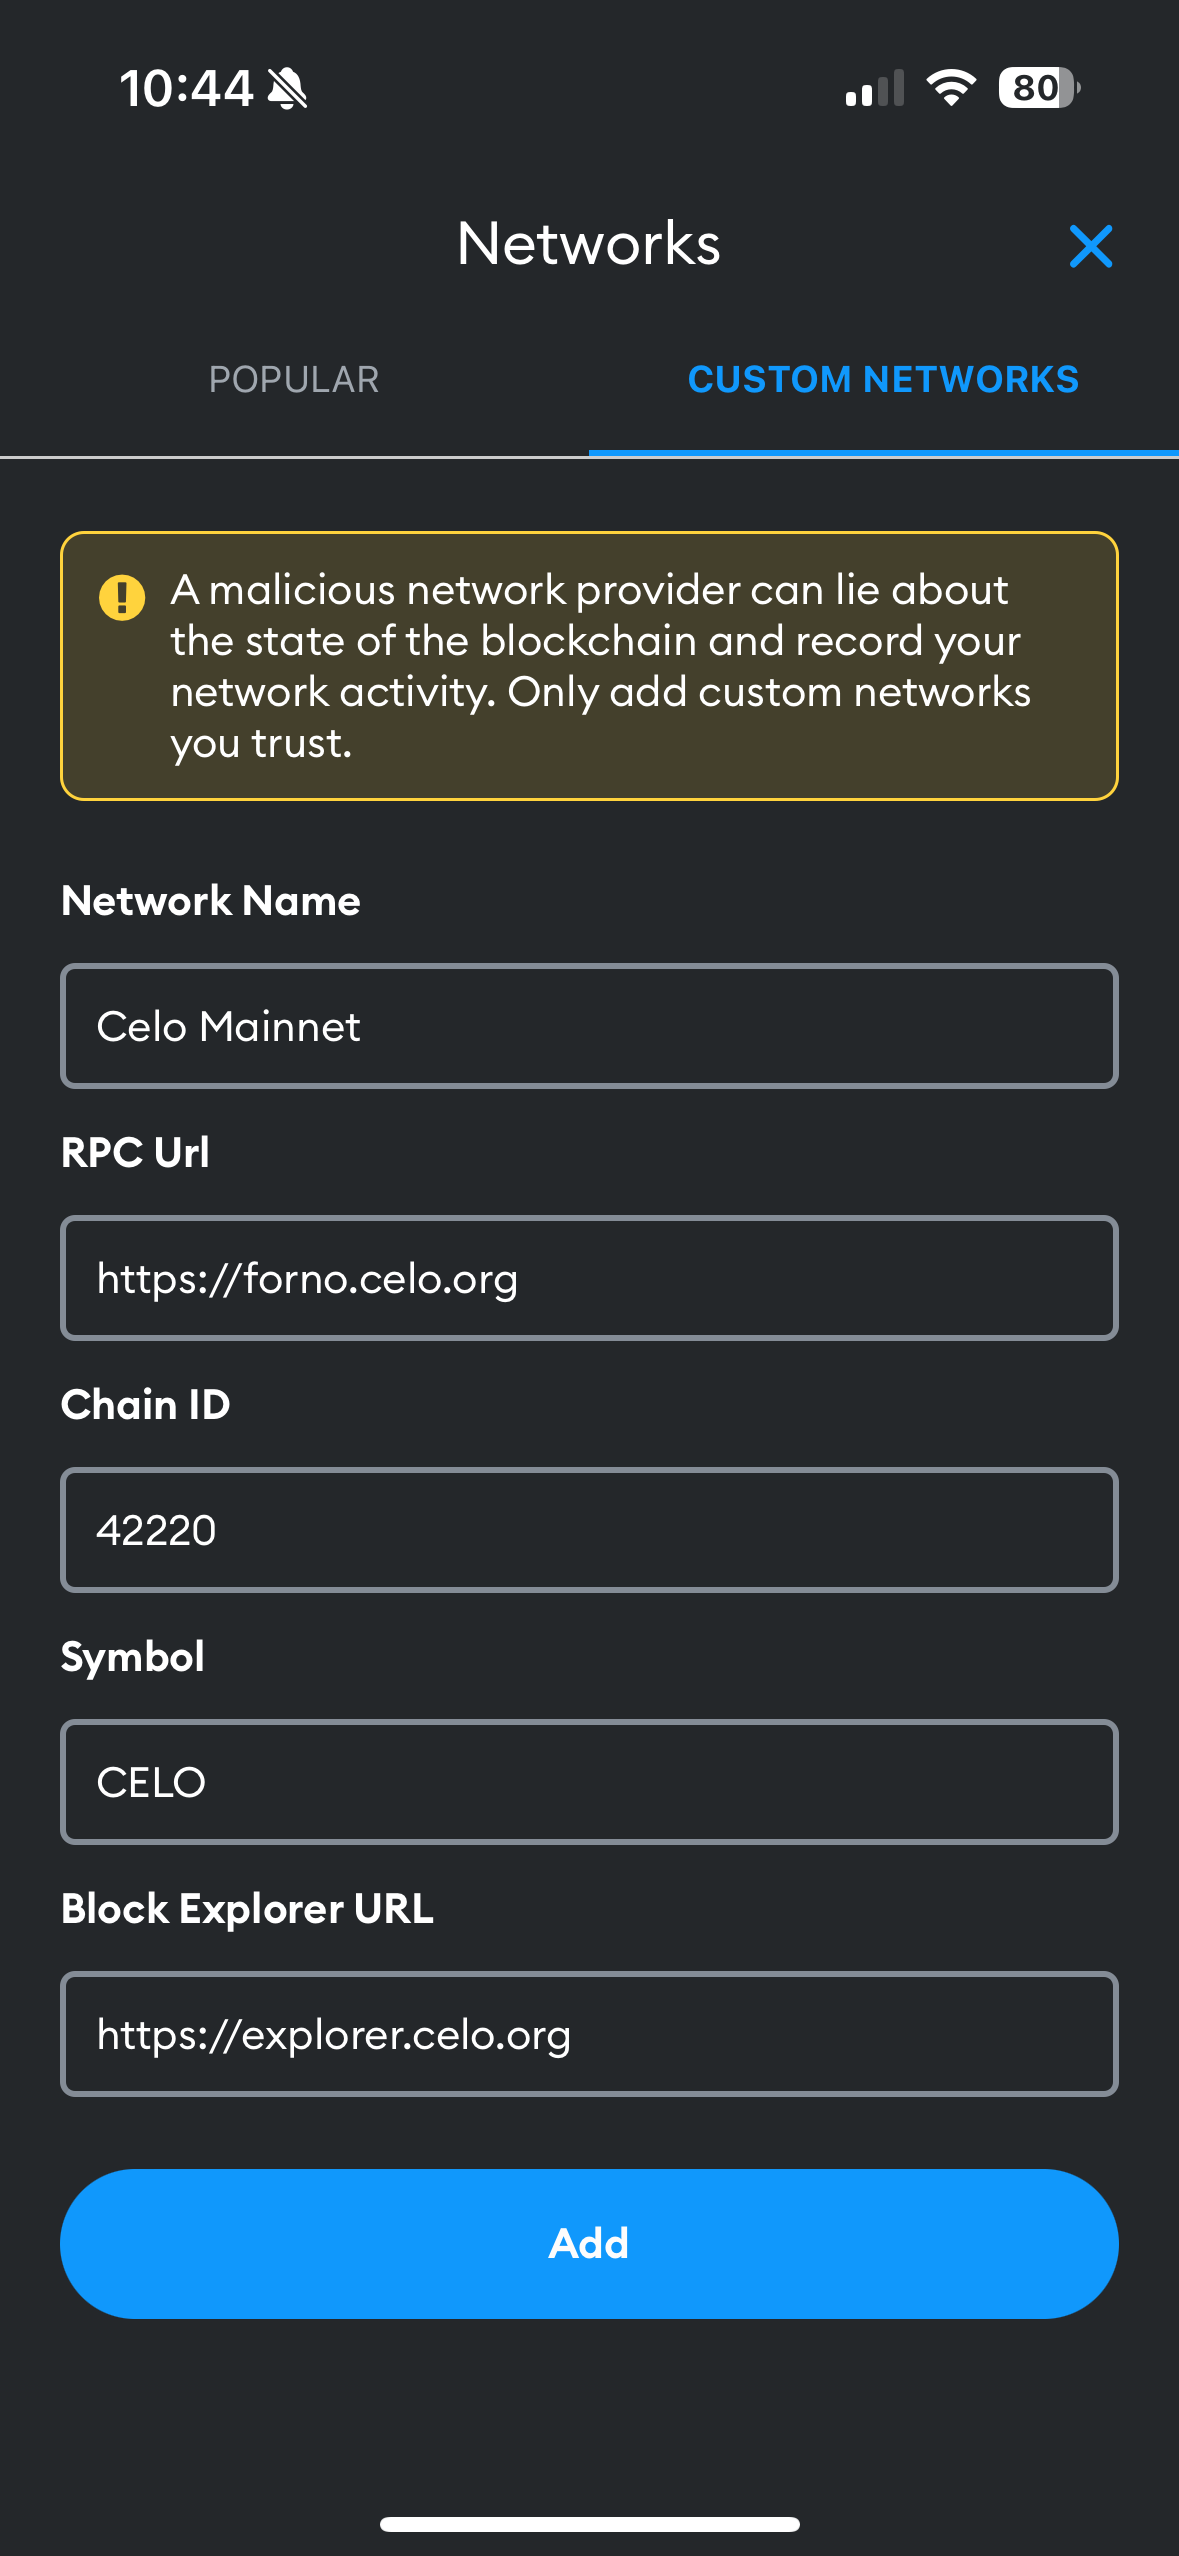 10:44
80
Networks
POPULAR
CUSTOM NETWORKS
A malicious network provider can lie about
the state of the blockchain and record your
network activity. Only add custom networks
you trust.
Network Name
Celo Mainnet
RPC Url
https://forno.celo.org
Chain ID
42220
Symbol
CELO
Block Explorer URL
https://explorer.celo.org
Add